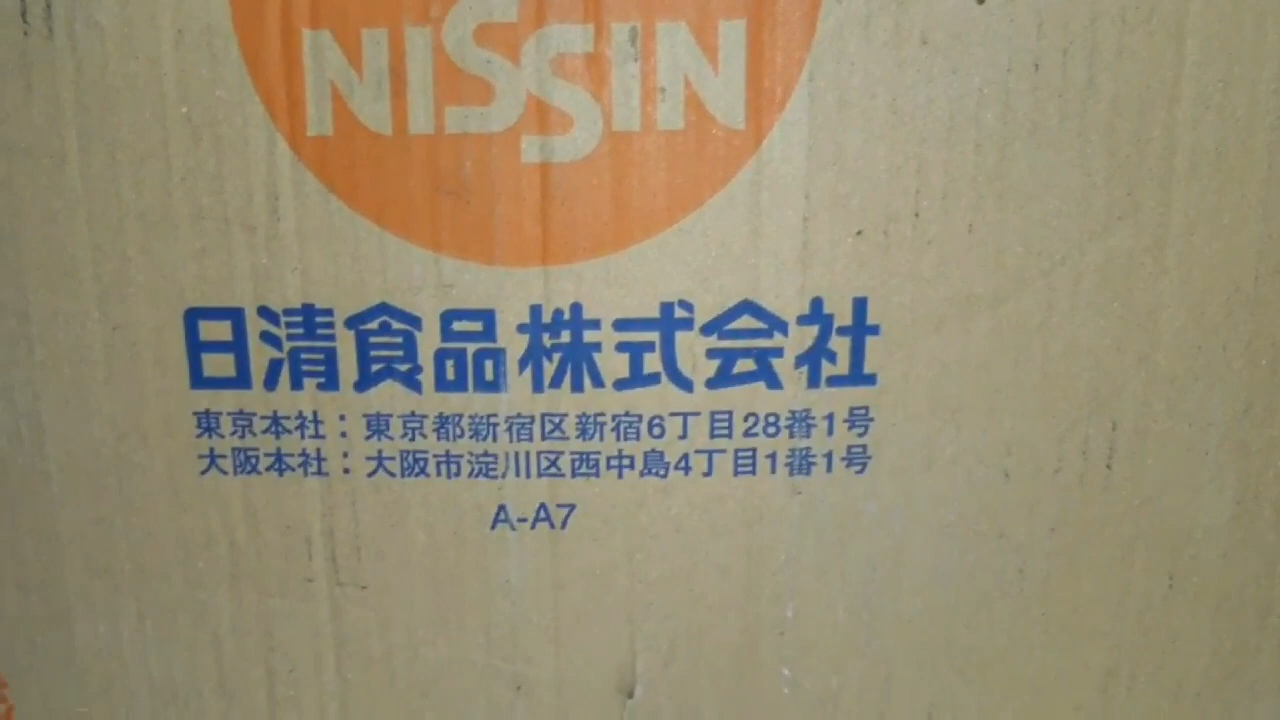 NISSIN
日清食品株式会社
東京本社：東京都新宿区新宿6丁目28番1号
大阪本社：大阪市淀川区西中島4丁目1番1号
A-A7